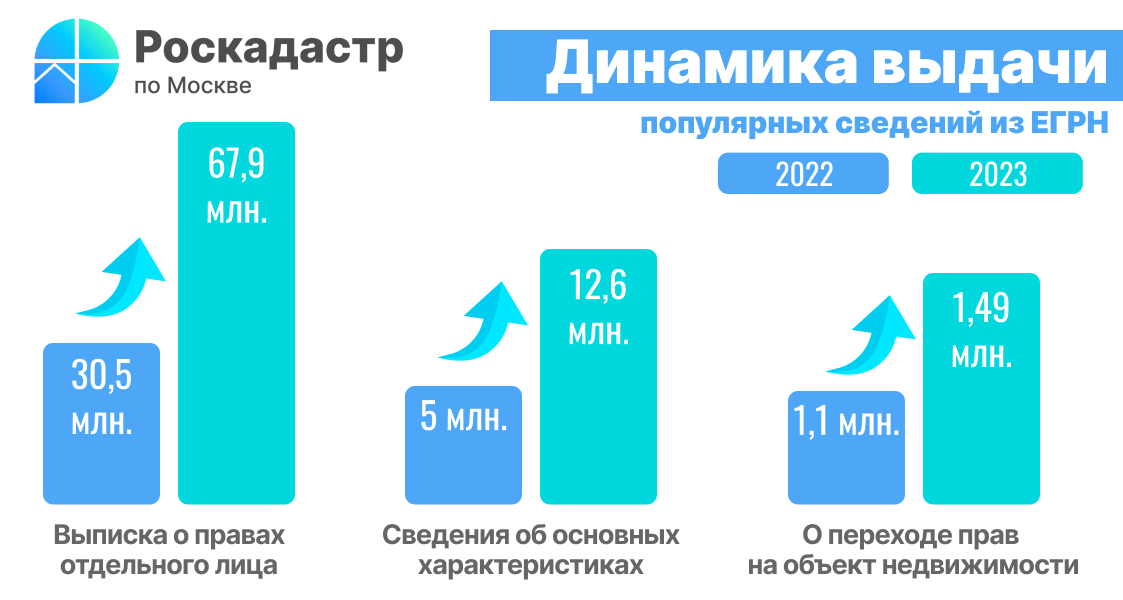 Роскадастр
по Москве
Динамика выдачи
популярных сведений из ЕГРН
2022
2023
67,9
млн.
30,5
млн.
12,6
млн.
5 млн.
1,49
млн.
1,1 млн.
Выписка о правах
отдельного лица
Сведения об основных
характеристиках
О переходе прав
на объект недвижимости